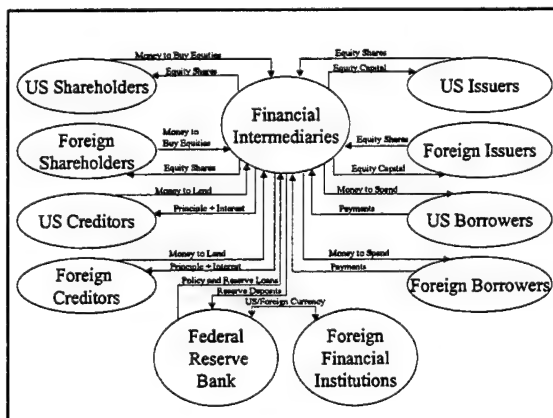 Money to Buy Equities
Equity Shares
US Shareholders
Equity Shares
Equity Capital
US Issuers
Financial
Intermediaries
Foreign
Shareholders
Money to
Buy Equities
Equity Shares
Equity Shares
Foreign Issuers
Equity Capital
Money to Lend
US Creditors
Principle + Interest
Money to Spend
US Borrowers
Payments
Money to Lend
Foreign
Creditors
Principle + Interest
Money to Spend
Payments
Foreign Borrowers
Policy and Reserve Loans
Reserve Deposits
US/Foreign Currency
Federal
Reserve
Bank
Foreign
Financial
Institutions